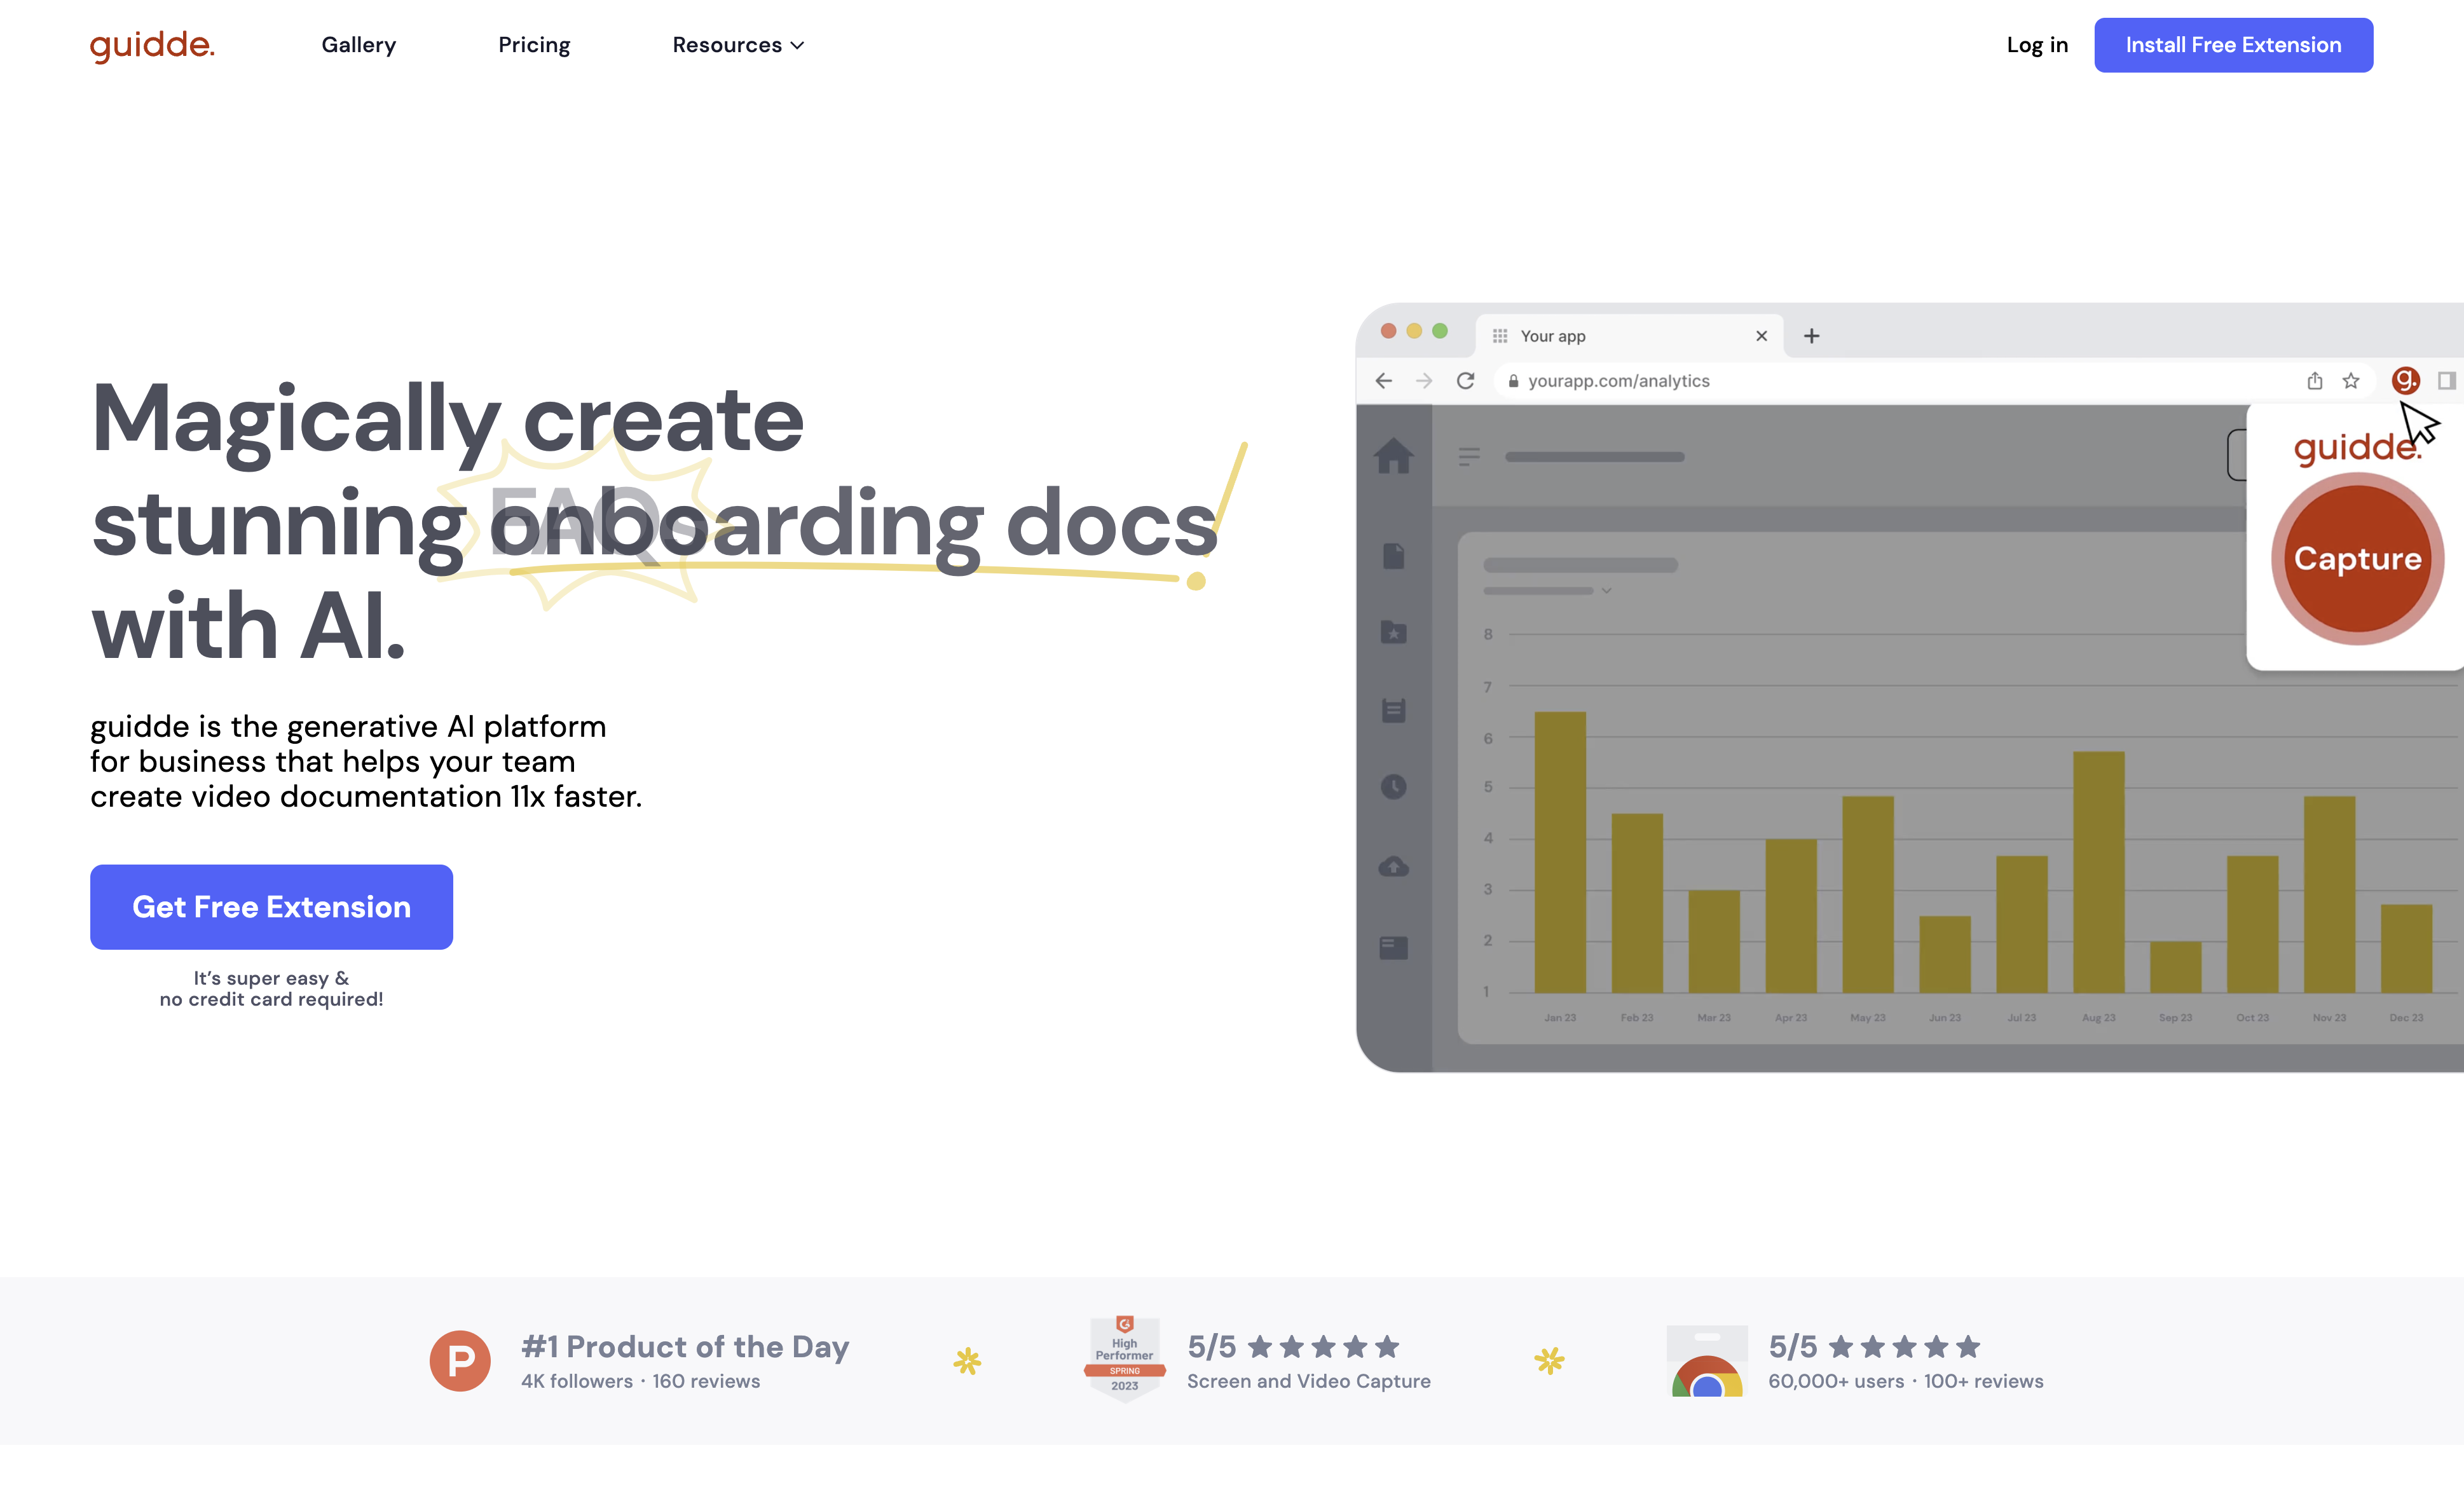 guidde.
Gallery
Pricing
Resources
Log in
Install Free Extension
Magically create
stunning onboarding docs
FAQs
with AI.
guidde is the generative AI platform
for business that helps your team
create video documentation 11x faster.
Get Free Extension
It's super easy &
no credit card required!
Your app
yourapp.com/analytics
g.
guidde.
Capture
8
7
6
5
4
3
2
1
Jan 23
Feb 23
Mar 23
Apr 23
May 23
Jun 23
Jul 23
Aug 23
Sep 23
Oct 23
Nov 23
Dec 23
P
#1 Product of the Day
4K followers · 160 reviews
G2
High
Performer
SPRING
2023
5/5
Screen and Video Capture
5/5
60,000+ users · 100+ reviews